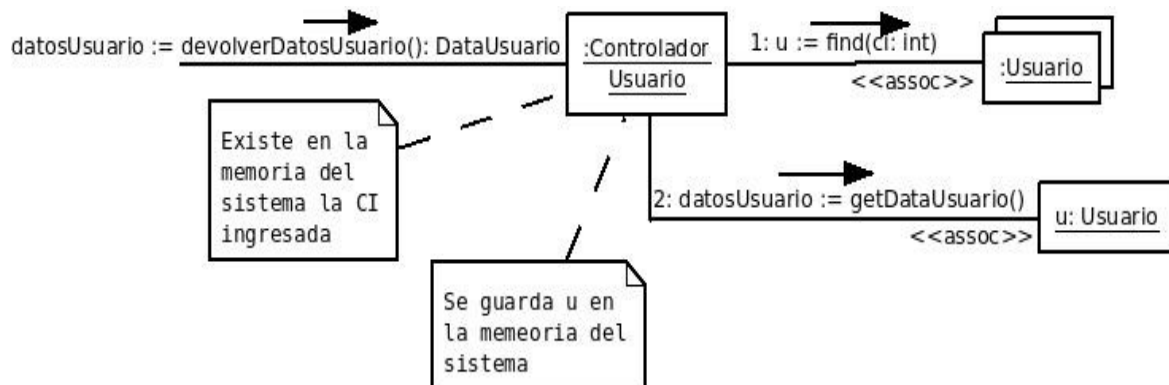 datosUsuario := devolverDatosUsuario(): DataUsuario
:Controlador
Usuario
1: u := find(ci: int)
<<assoc>>
:Usuario
Existe en la
memoria del
sistema la CI
ingresada
2: datosUsuario := getDataUsuario()
<<assoc>>
u: Usuario
Se guarda u en
la memeoria del
sistema